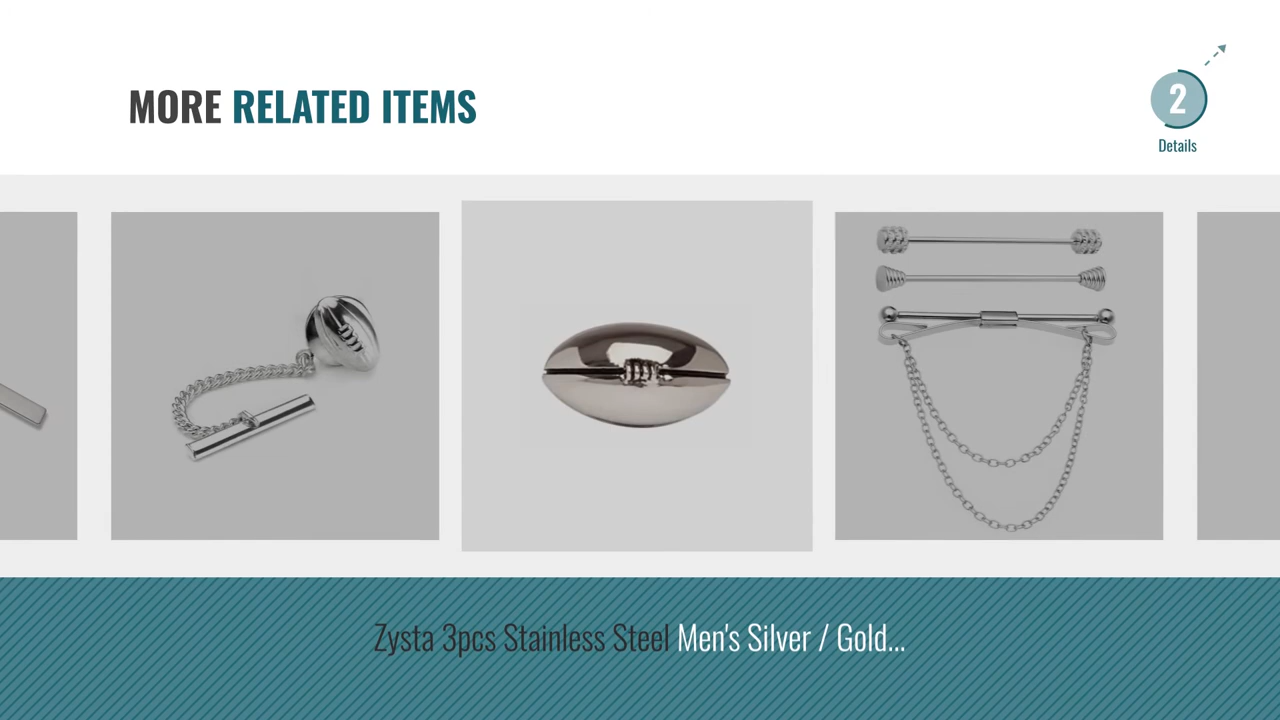 MORE RELATED ITEMS
2
Details
Zysta 3pcs Stainless Steel Men's Silver / Gold...